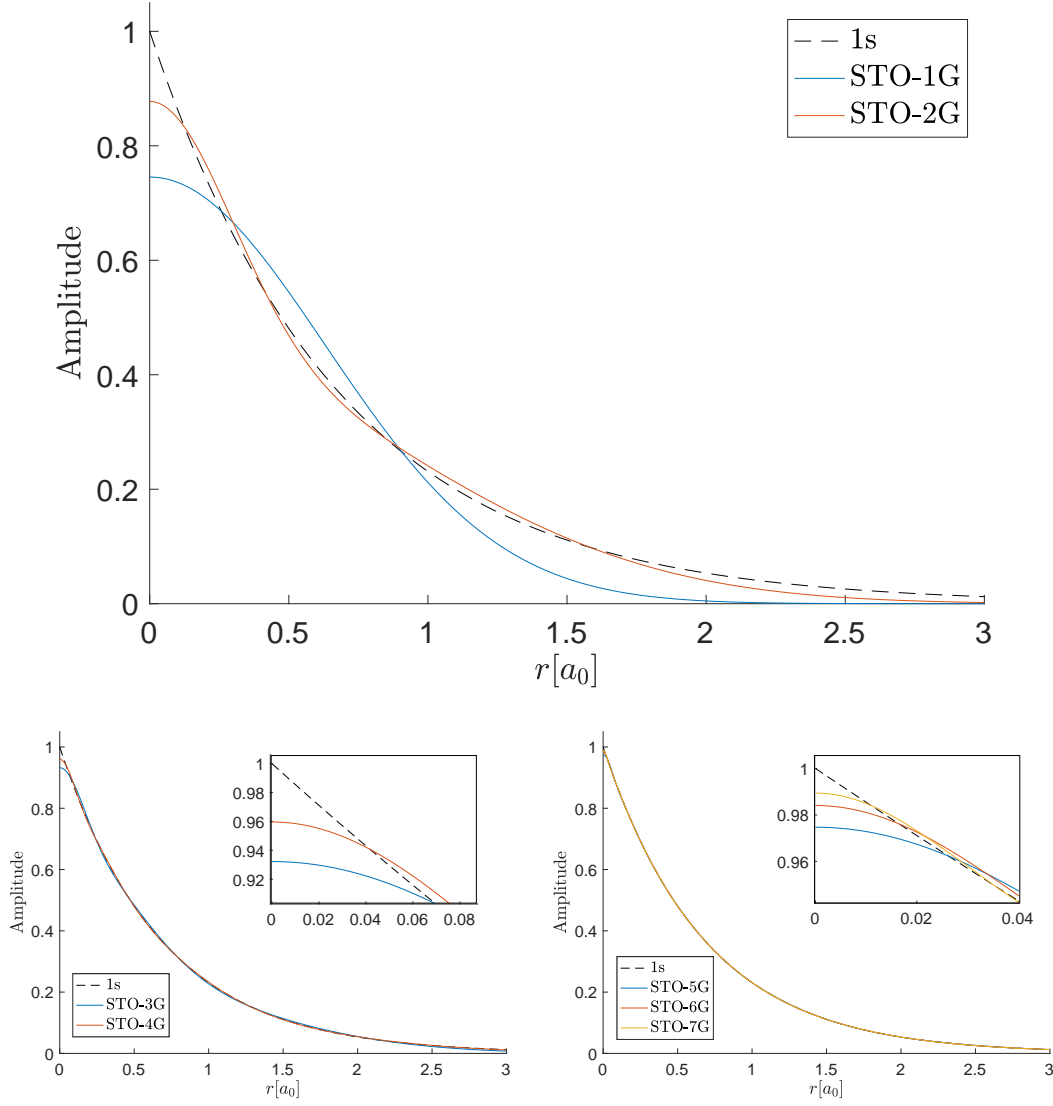 1
1s
STO-1G
STO-2G
0.8
0.6
Amplitude
0.4
0.2
0
0 0.5 1 1.5 2 2.5 3
r[a₀]
1
1
0.8
0.98
0.96
0.94
0.92
0 0.02 0.04 0.06 0.08
0.6
Amplitude
0.4
1s
STO-3G
STO-4G
0.2
0
0 0.5 1 1.5 2 2.5 3
r[a₀]
1
1
0.8
0.98
0.96
0 0.02 0.04
0.6
Amplitude
0.4
1s
STO-5G
STO-6G
STO-7G
0.2
0
0 0.5 1 1.5 2 2.5 3
r[a₀]